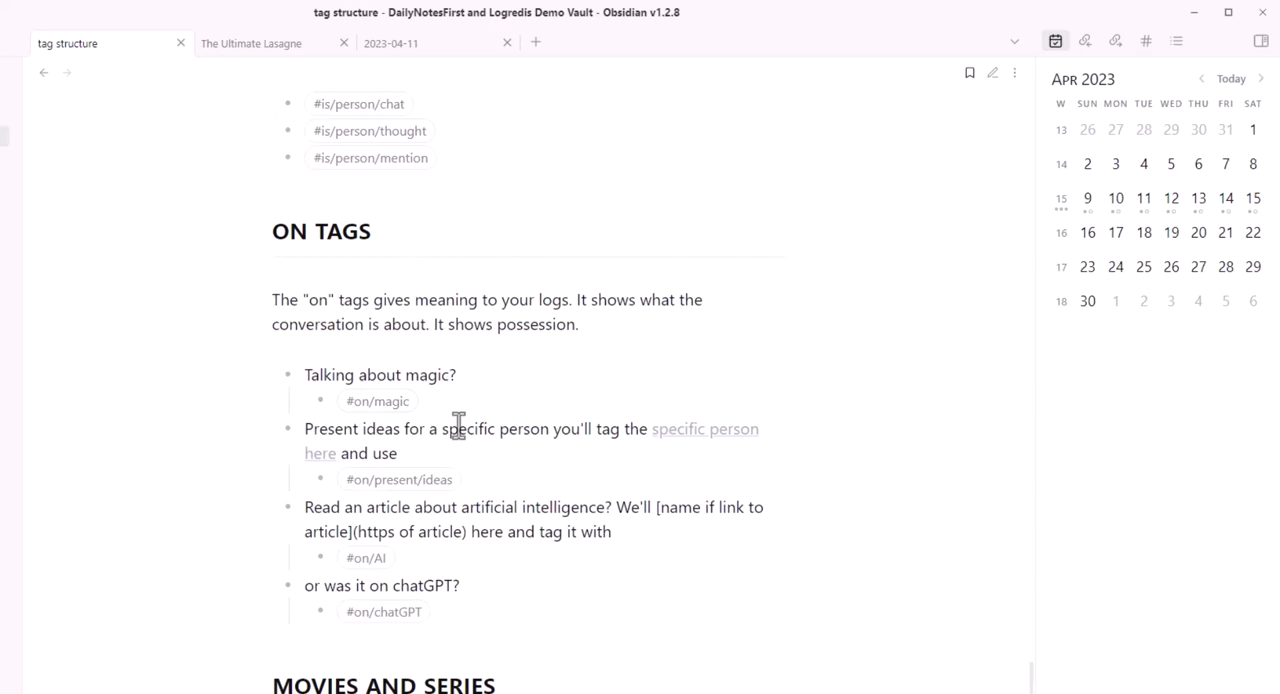 tag structure - DailyNotesFirst and Logredis Demo Vault - Obsidian v1.2.8
tag structure
The Ultimate Lasagne
2023-04-11
#is/person/chat
#is/person/thought
#is/person/mention
ON TAGS
The "on" tags gives meaning to your logs. It shows what the
conversation is about. It shows possession.
Talking about magic?
#on/magic
Present ideas for a specific person you'll tag the specific person
here and use
#on/present/ideas
Read an article about artificial intelligence? We'll [name if link to
article](https of article) here and tag it with
#on/AI
or was it on chatGPT?
#on/chatGPT
MOVIES AND SERIES
APR 2023
Today
W SUN MON TUE WED THU FRI SAT
13 26 27 28 29 30 31 1
14 2 3 4 5 6 7 8
15 9 10 11 12 13 14 15
16 16 17 18 19 20 21 22
17 23 24 25 26 27 28 29
18 30 1 2 3 4 5 6